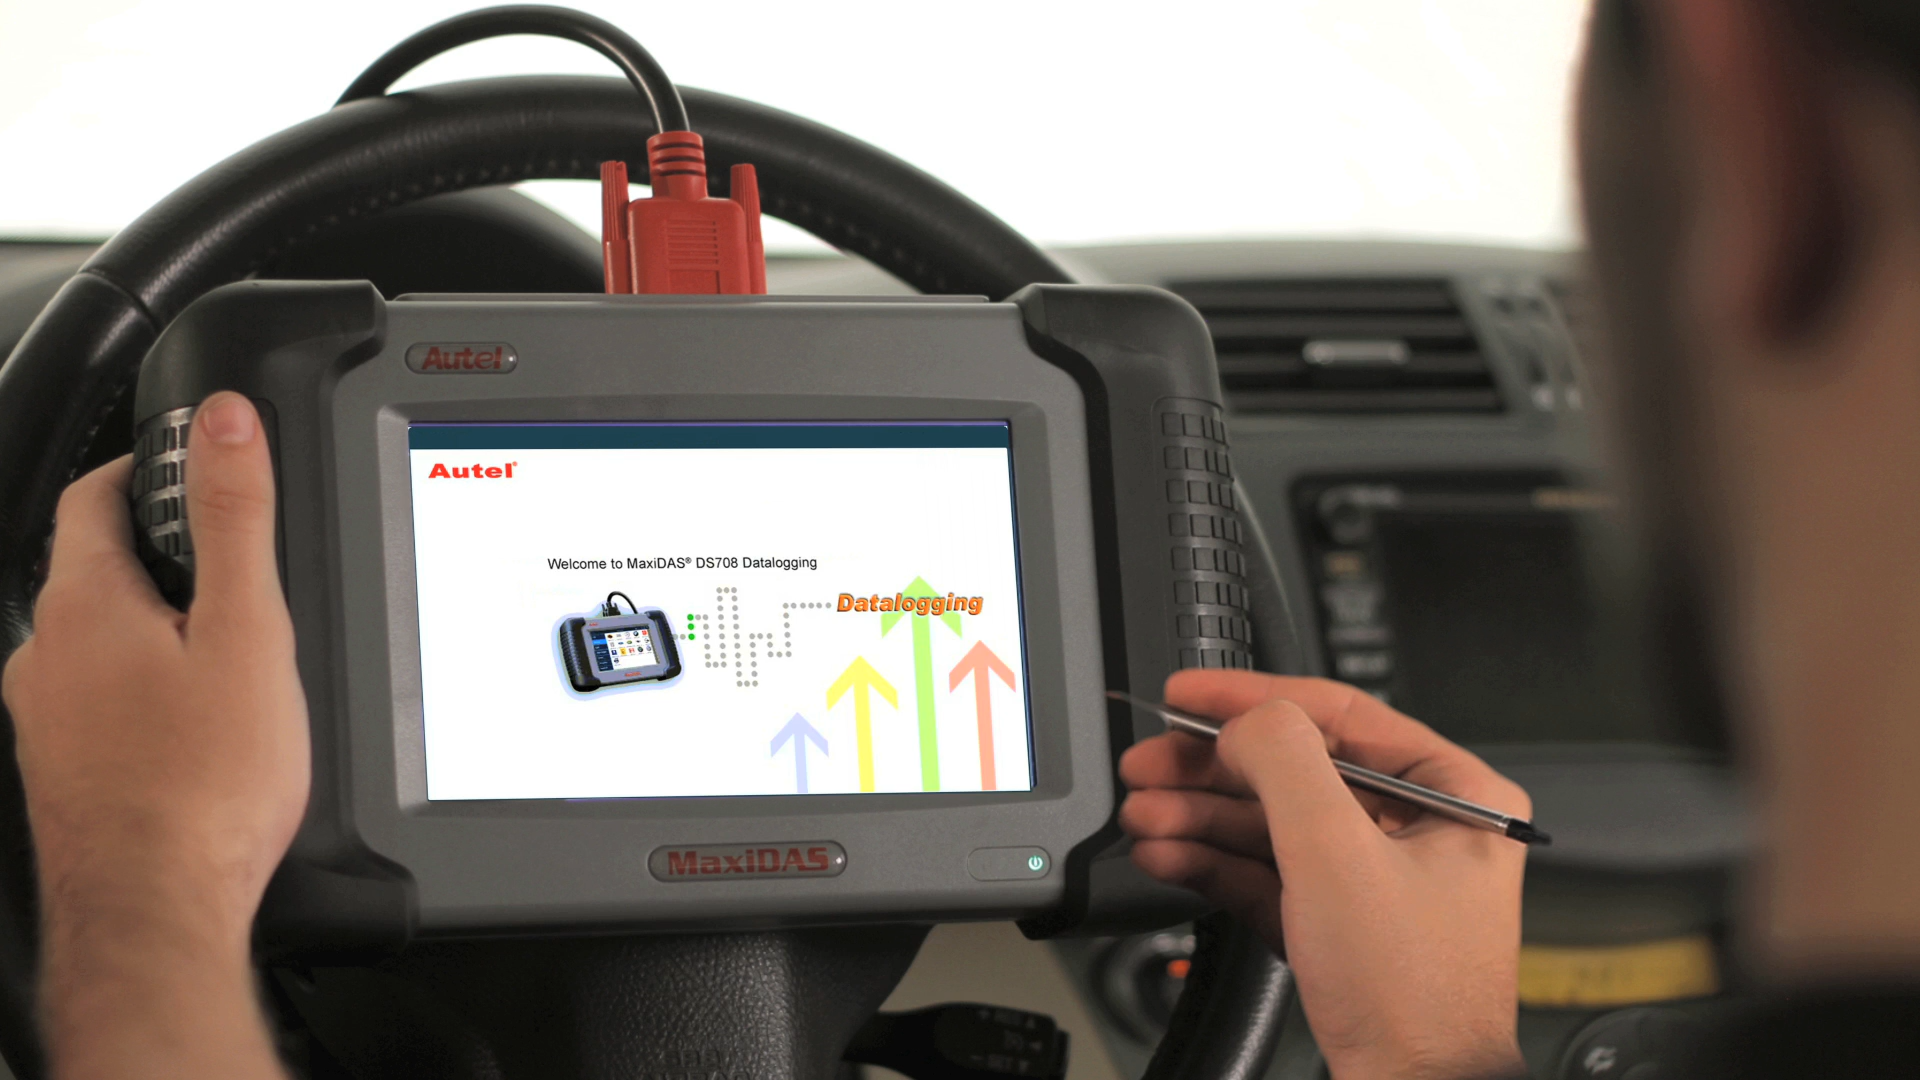 Autel
Autel®
Welcome to MaxiDAS® DS708 Datalogging
Datalogging
MaxiDAS